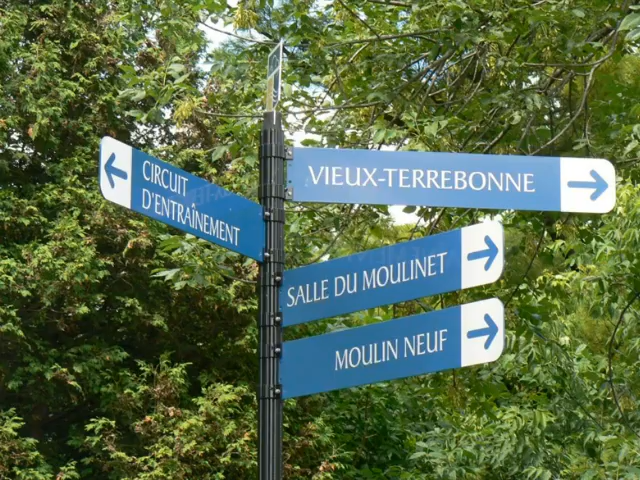 CIRCUIT
D'ENTRAÎNEMENT
VIEUX-TERREBONNE
SALLE DU MOULINET
MOULIN NEUF